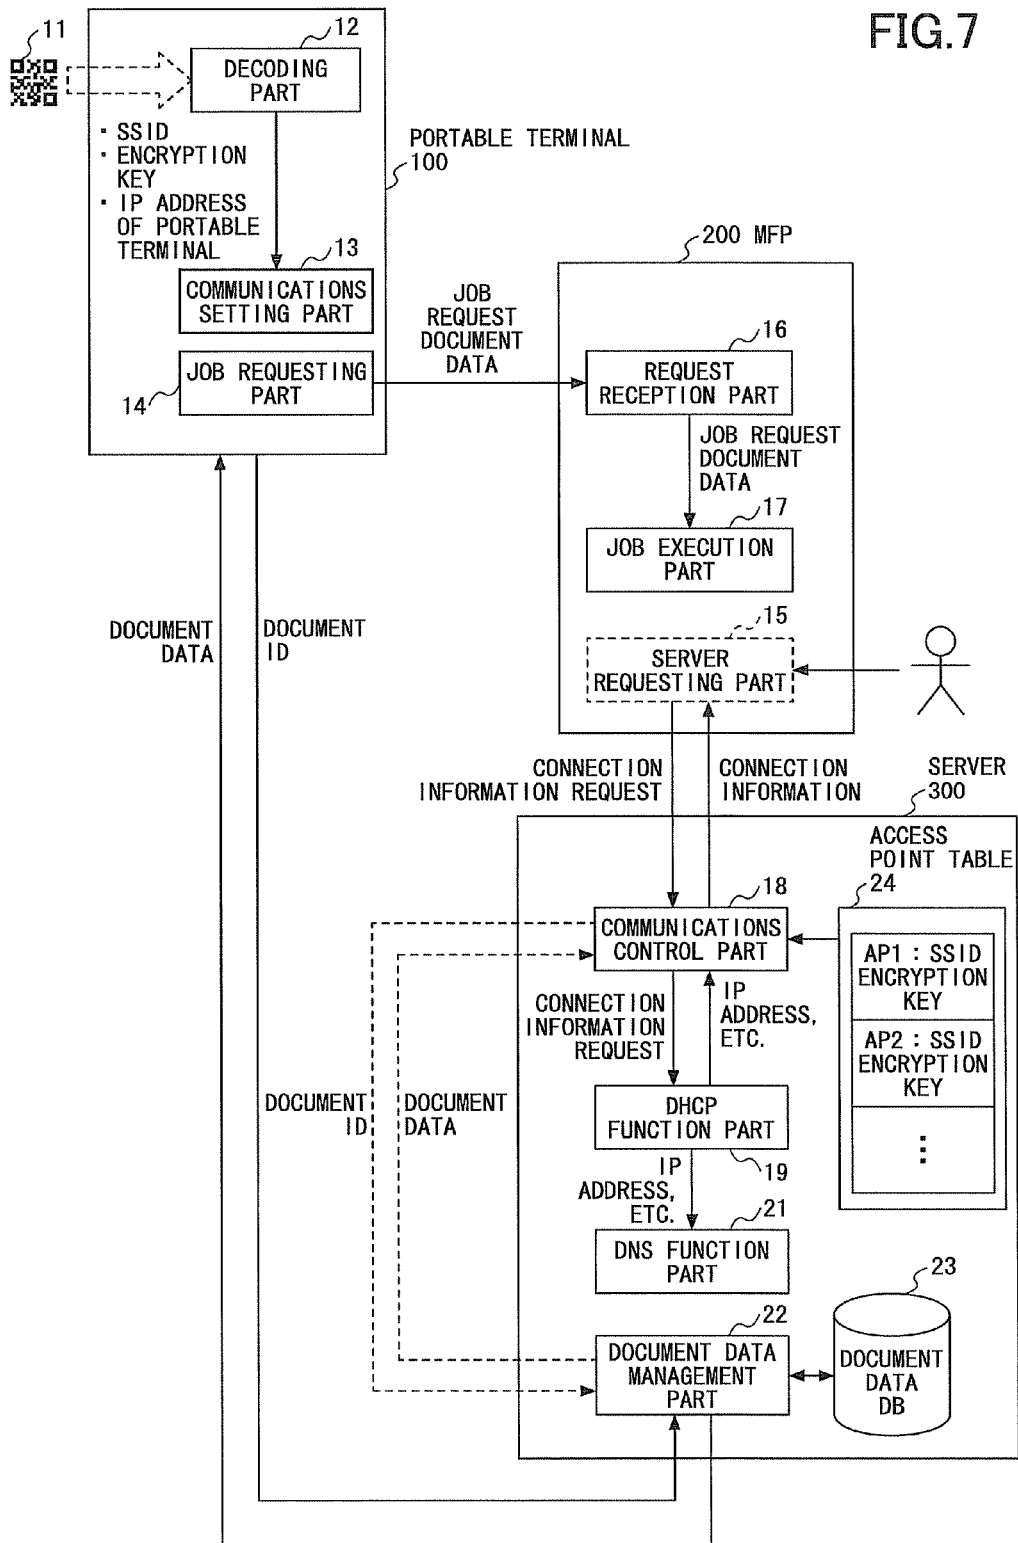 FIG.7
11
12
DECODING
PART
・SSID
・ENCRYPTION
KEY
・IP ADDRESS
OF PORTABLE
TERMINAL
PORTABLE TERMINAL
100
13
COMMUNICATIONS
SETTING PART
14
JOB REQUESTING
PART
JOB
REQUEST
DOCUMENT
DATA
200 MFP
16
REQUEST
RECEPTION PART
JOB REQUEST
DOCUMENT
DATA
17
JOB EXECUTION
PART
15
SERVER
REQUESTING PART
DOCUMENT
DATA
DOCUMENT
ID
CONNECTION
INFORMATION REQUEST
CONNECTION
INFORMATION
SERVER
300
ACCESS
POINT TABLE
24
AP1：SSID
ENCRYPTION
KEY
AP2：SSID
ENCRYPTION
KEY
⋮
18
COMMUNICATIONS
CONTROL PART
CONNECTION
INFORMATION
REQUEST
IP
ADDRESS,
ETC.
DOCUMENT
ID
DOCUMENT
DATA
DHCP
FUNCTION PART
19
IP
ADDRESS,
ETC.
21
DNS FUNCTION
PART
22
DOCUMENT DATA
MANAGEMENT
PART
23
DOCUMENT
DATA
DB